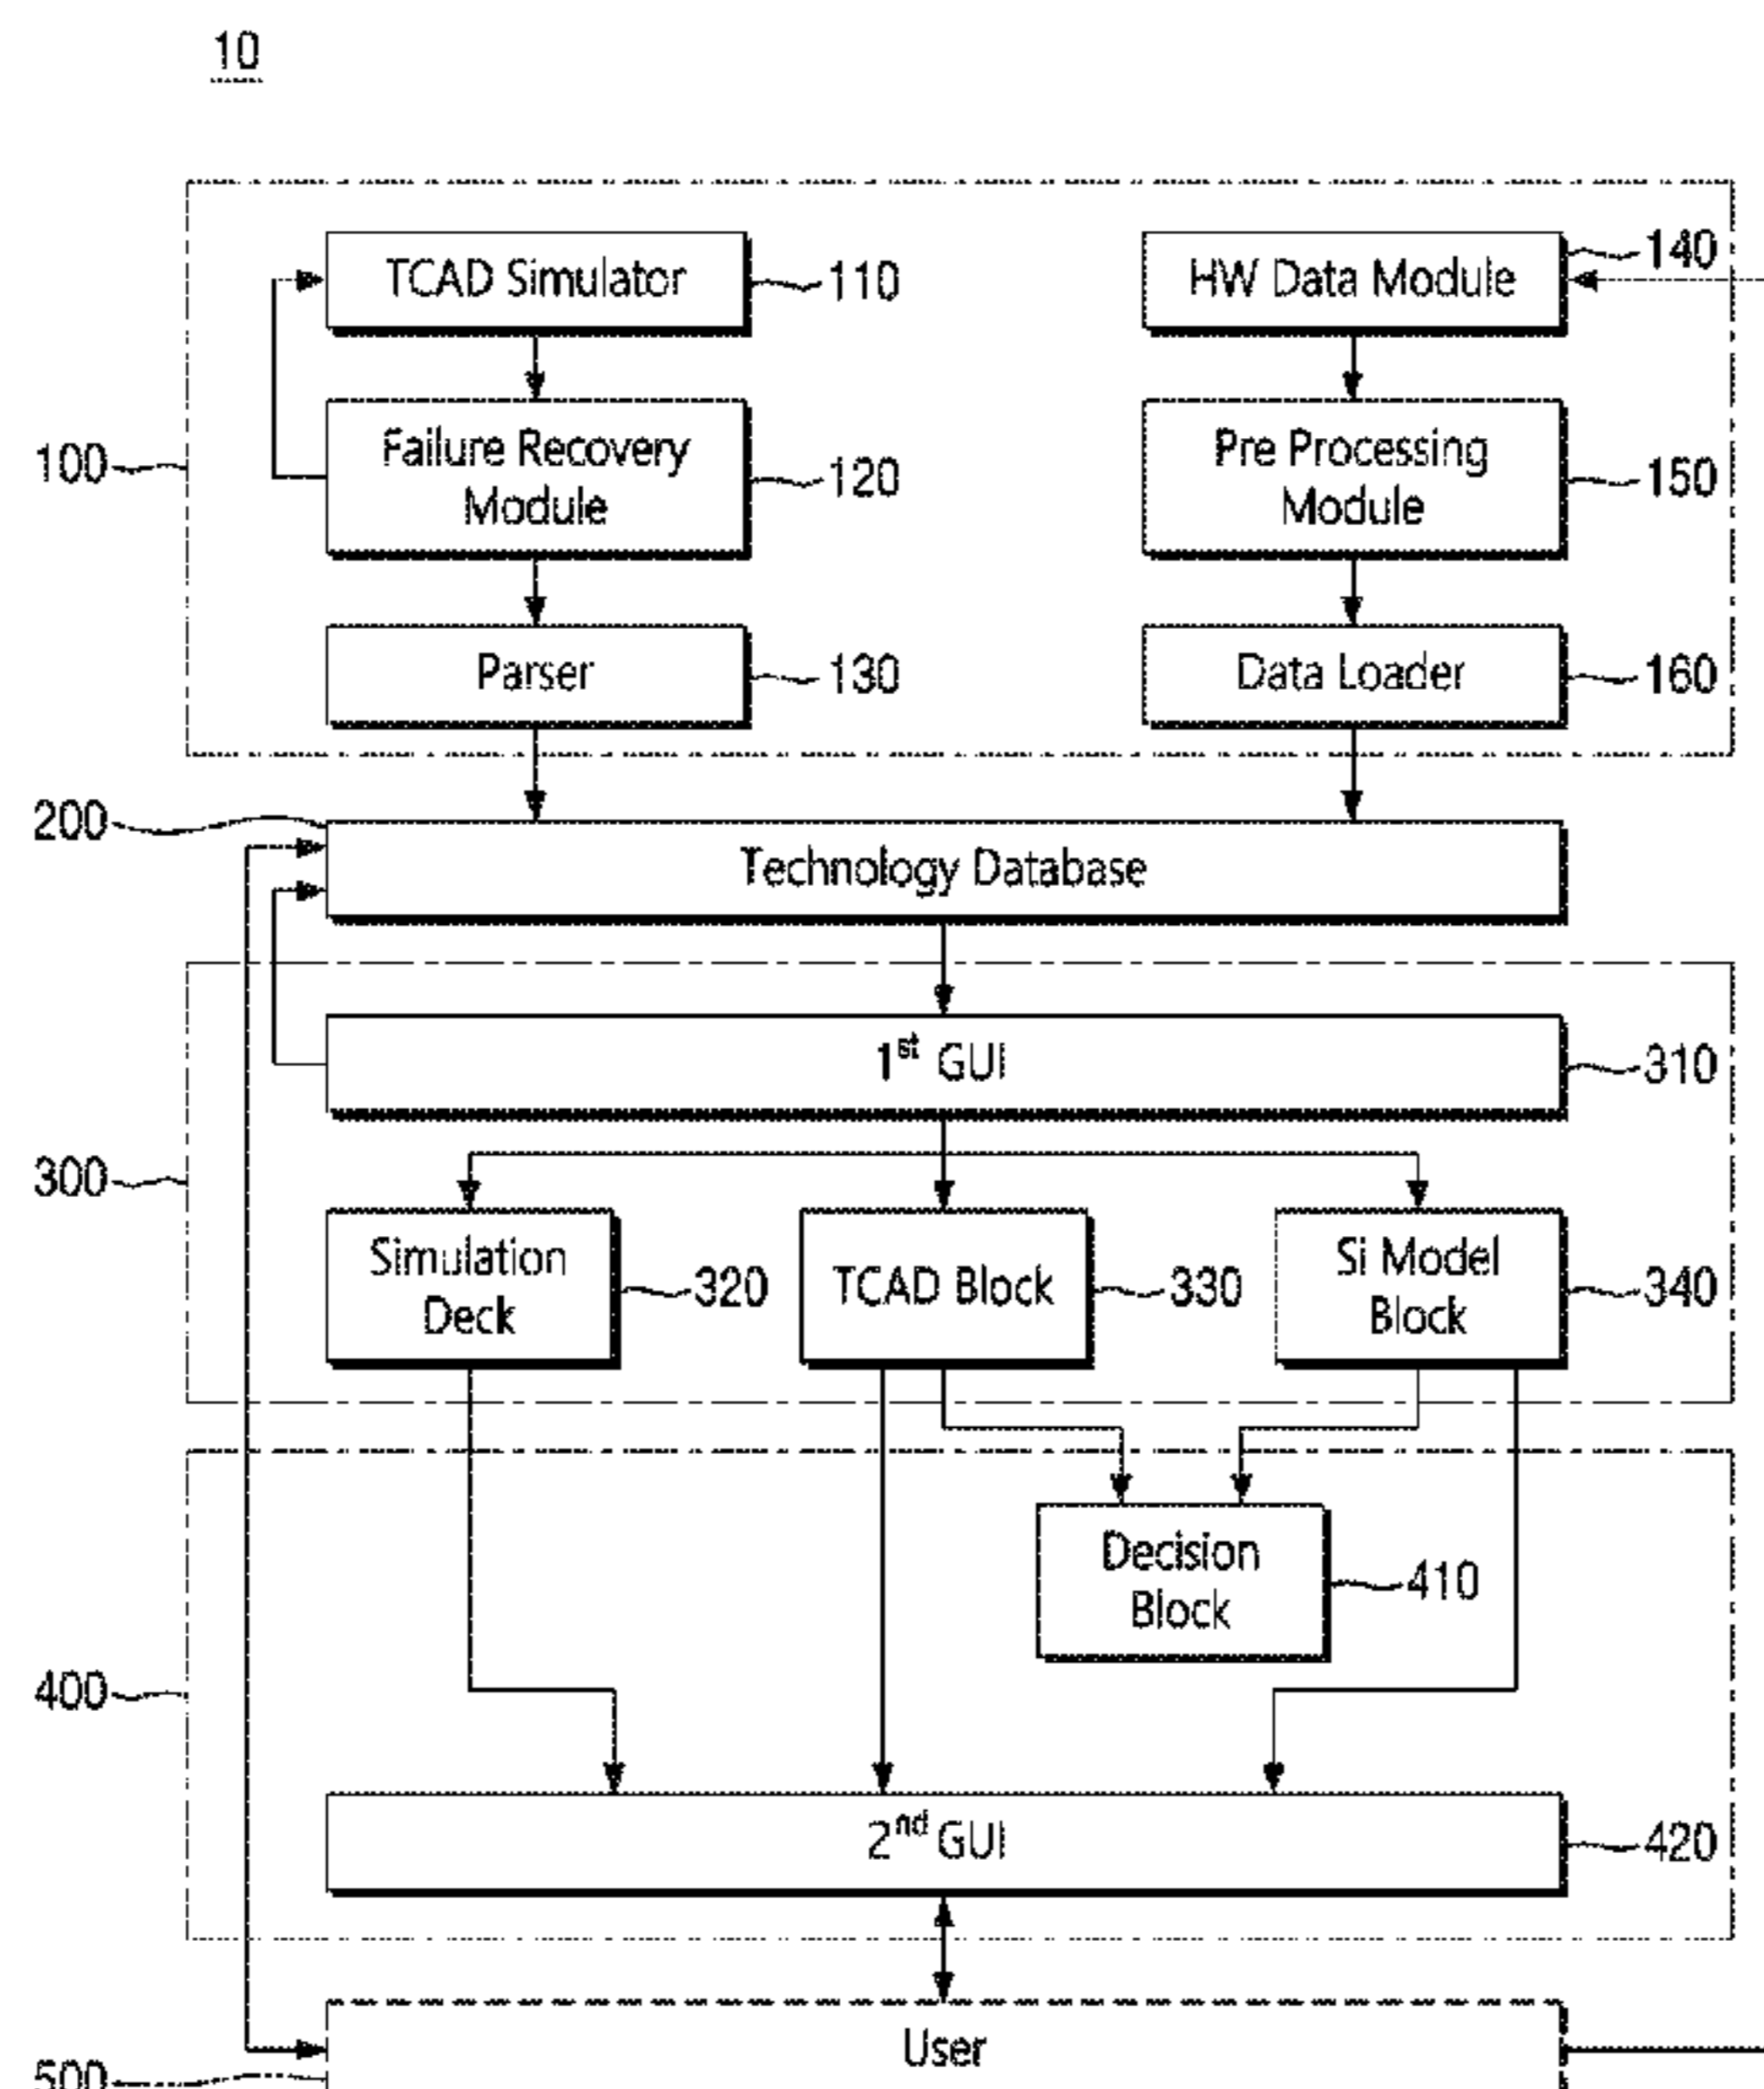 10
TCAD Simulator
110
HW Data Module
140
100
Failure Recovery
Module
120
Pre Processing
Module
150
Parser
130
Data Loader
160
200
Technology Database
1st GUI
310
300
Simulation
Deck
320
TCAD Block
330
Si Model
Block
340
Decision
Block
410
400
2nd GUI
420
User
500